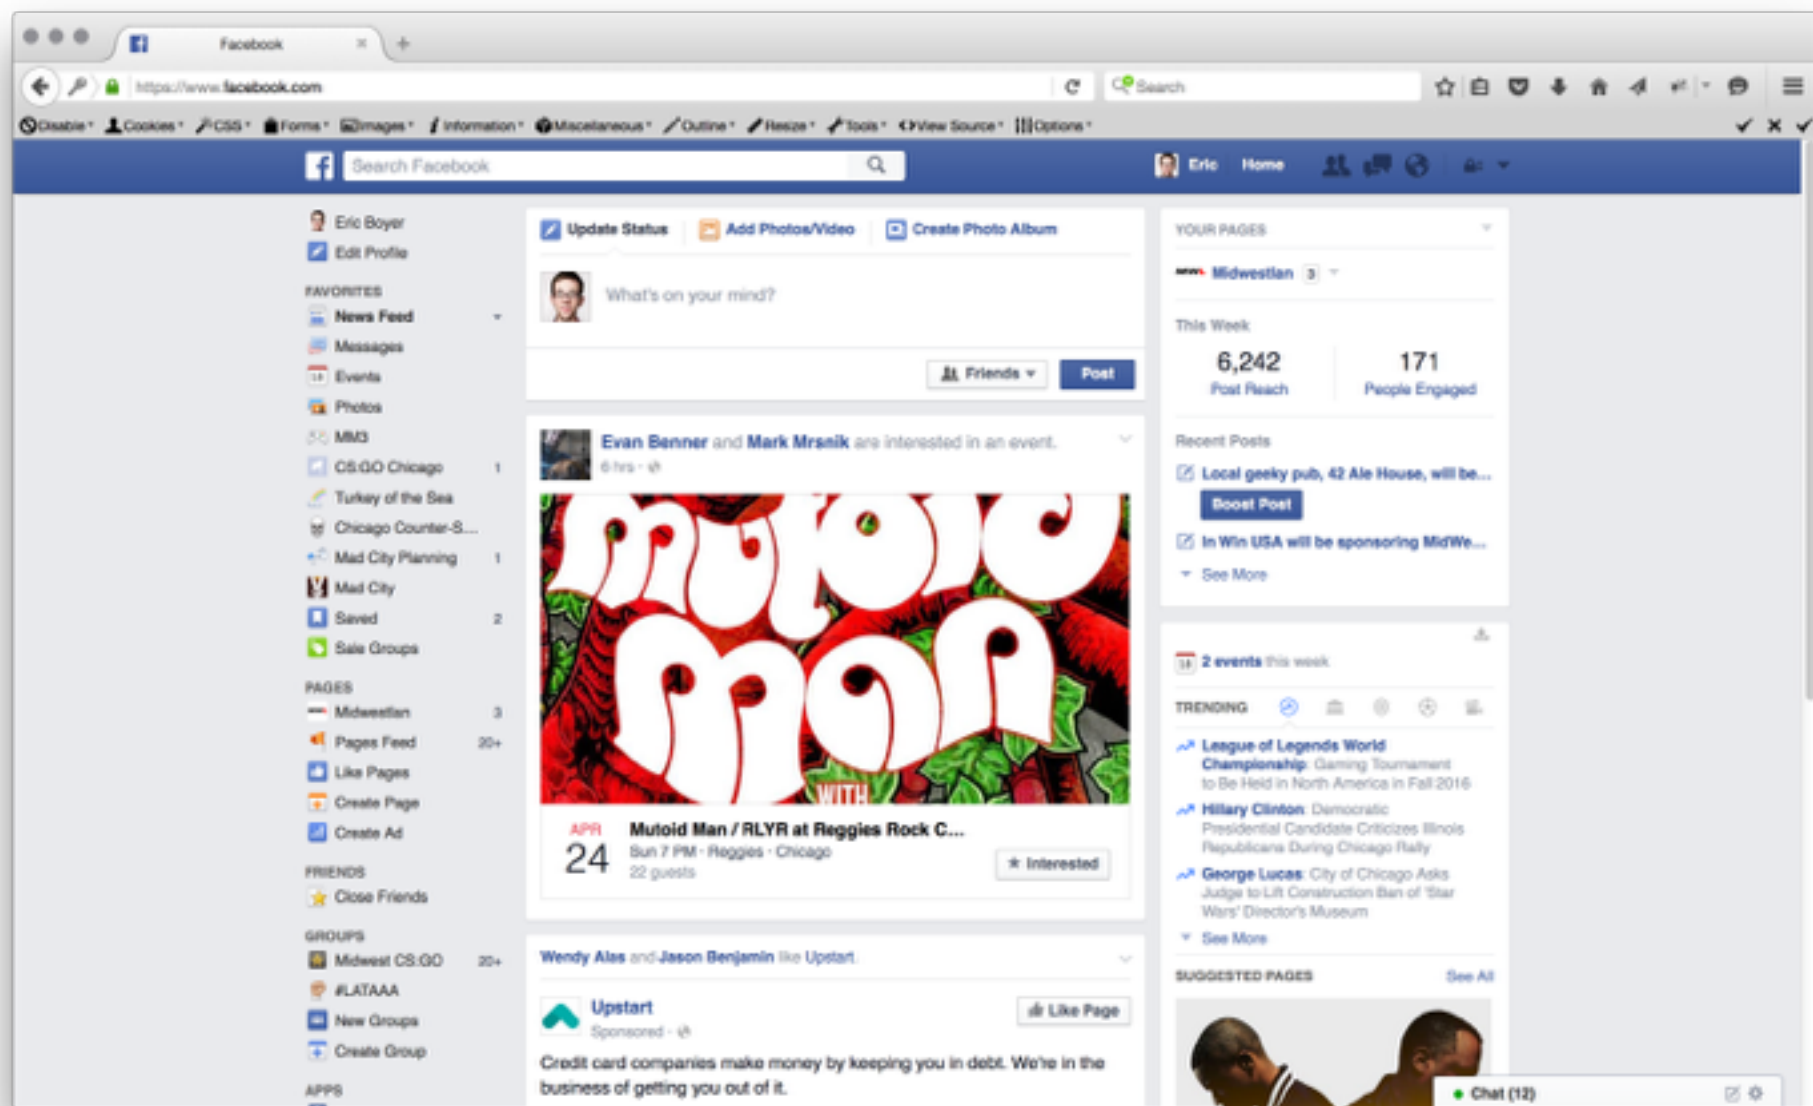 Facebook
https://www.facebook.com
Search
Disable Cookies CSS Forms Images Information Miscellaneous Outline Resize Tools View Source Options
Search Facebook
Eric Home
Eric Boyer
Edit Profile
FAVORITES
News Feed
Messages
Events
Photos
MM3
CS:GO Chicago 1
Turkey of the Sea
Chicago Counter-S...
Mad City Planning 1
Mad City
Saved 2
Sale Groups
PAGES
Midwestlan 3
Pages Feed 20+
Like Pages
Create Page
Create Ad
FRIENDS
Close Friends
GROUPS
Midwest CS:GO 20+
#LATAAA
New Groups
Create Group
APPS
Update Status Add Photos/Video Create Photo Album
What's on your mind?
Friends Post
Evan Benner and Mark Mrsnik are interested in an event.
6 hrs ·
mutoid
man
WITH
APR
24
Mutoid Man / RLYR at Reggies Rock C...
Sun 7 PM · Reggies · Chicago
22 guests
Interested
Wendy Alas and Jason Benjamin like Upstart.
Upstart
Sponsored ·
Like Page
Credit card companies make money by keeping you in debt. We're in the
business of getting you out of it.
YOUR PAGES
Midwestlan 3
This Week
6,242 171
Post Reach People Engaged
Recent Posts
Local geeky pub, 42 Ale House, will be...
Boost Post
In Win USA will be sponsoring MidWe...
See More
2 events this week
TRENDING
League of Legends World
Championship: Gaming Tournament
to Be Held in North America in Fall 2016
Hillary Clinton: Democratic
Presidential Candidate Criticizes Illinois
Republicans During Chicago Rally
George Lucas: City of Chicago Asks
Judge to Lift Construction Ban of 'Star
Wars' Director's Museum
See More
SUGGESTED PAGES See All
Chat (12)